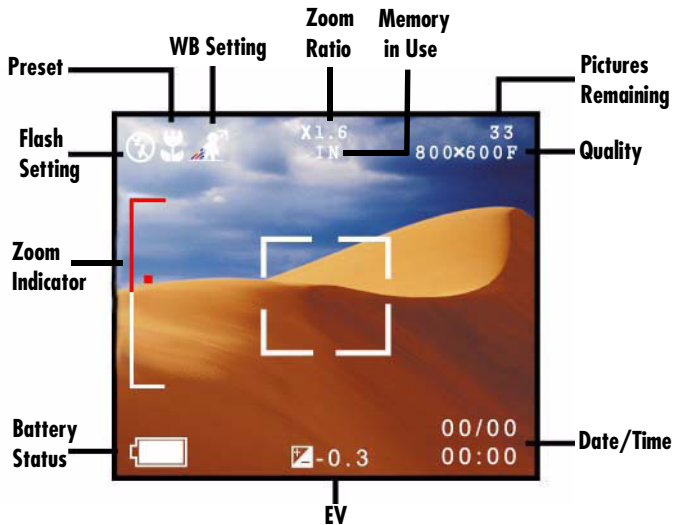 Zoom
Ratio
Memory
in Use
WB Setting
Preset
Pictures
Remaining
Flash
Setting
X1.6
IN
33
800×600F
Quality
Zoom
Indicator
Battery
Status
-0.3
00/00
00:00
Date/Time
EV